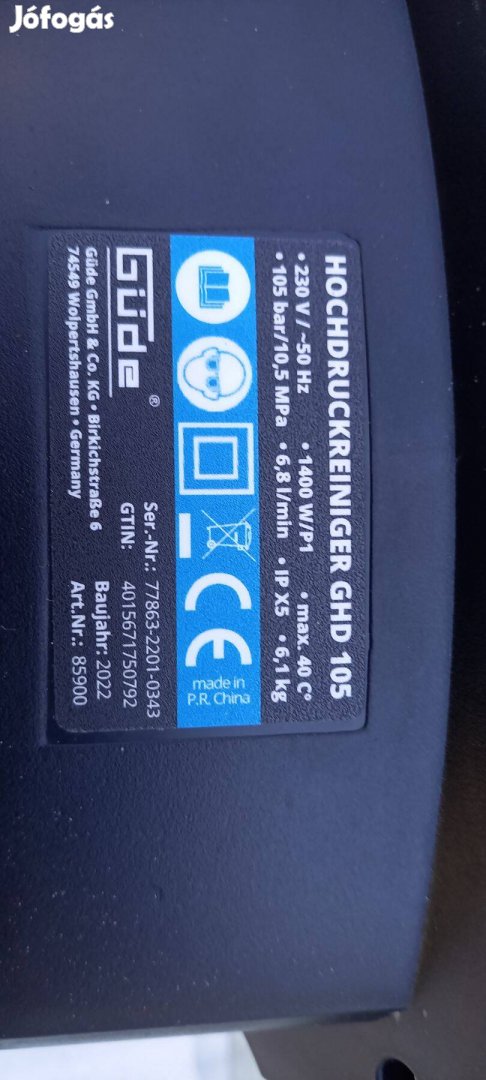 Jófogás
HOCHDRUCKREINIGER GHD 105
• 230 V / ~50 Hz • 1400 W/P1 • max. 40 C°
• 105 bar/10,5 MPa • 6,8 l/min • IP X5 • 6,1 kg
CE
made in
P.R. China
Güde ®
Güde GmbH & Co. KG • Birkichstraße 6
74549 Wolpertshausen • Germany
Ser.-Nr.: 77863-2201-0343
GTIN: 4015671750792
Baujahr: 2022
Art.Nr.: 85900